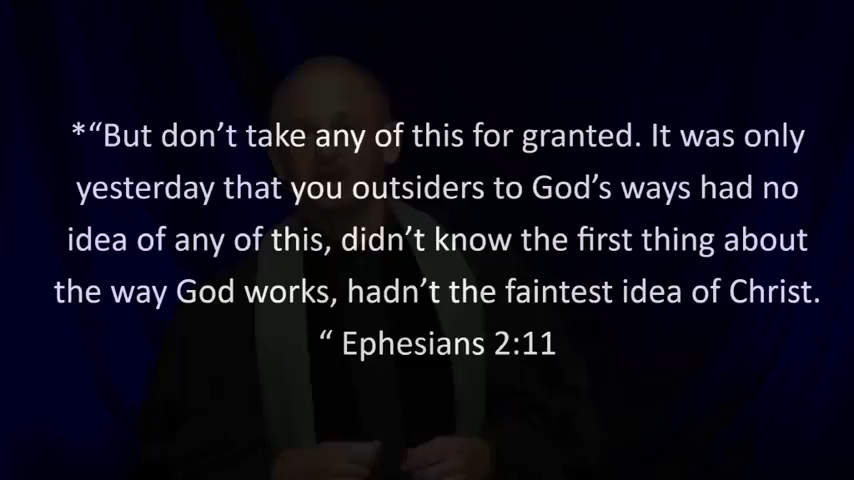 *“But don’t take any of this for granted. It was only
yesterday that you outsiders to God’s ways had no
idea of any of this, didn’t know the first thing about
the way God works, hadn’t the faintest idea of Christ.
“ Ephesians 2:11